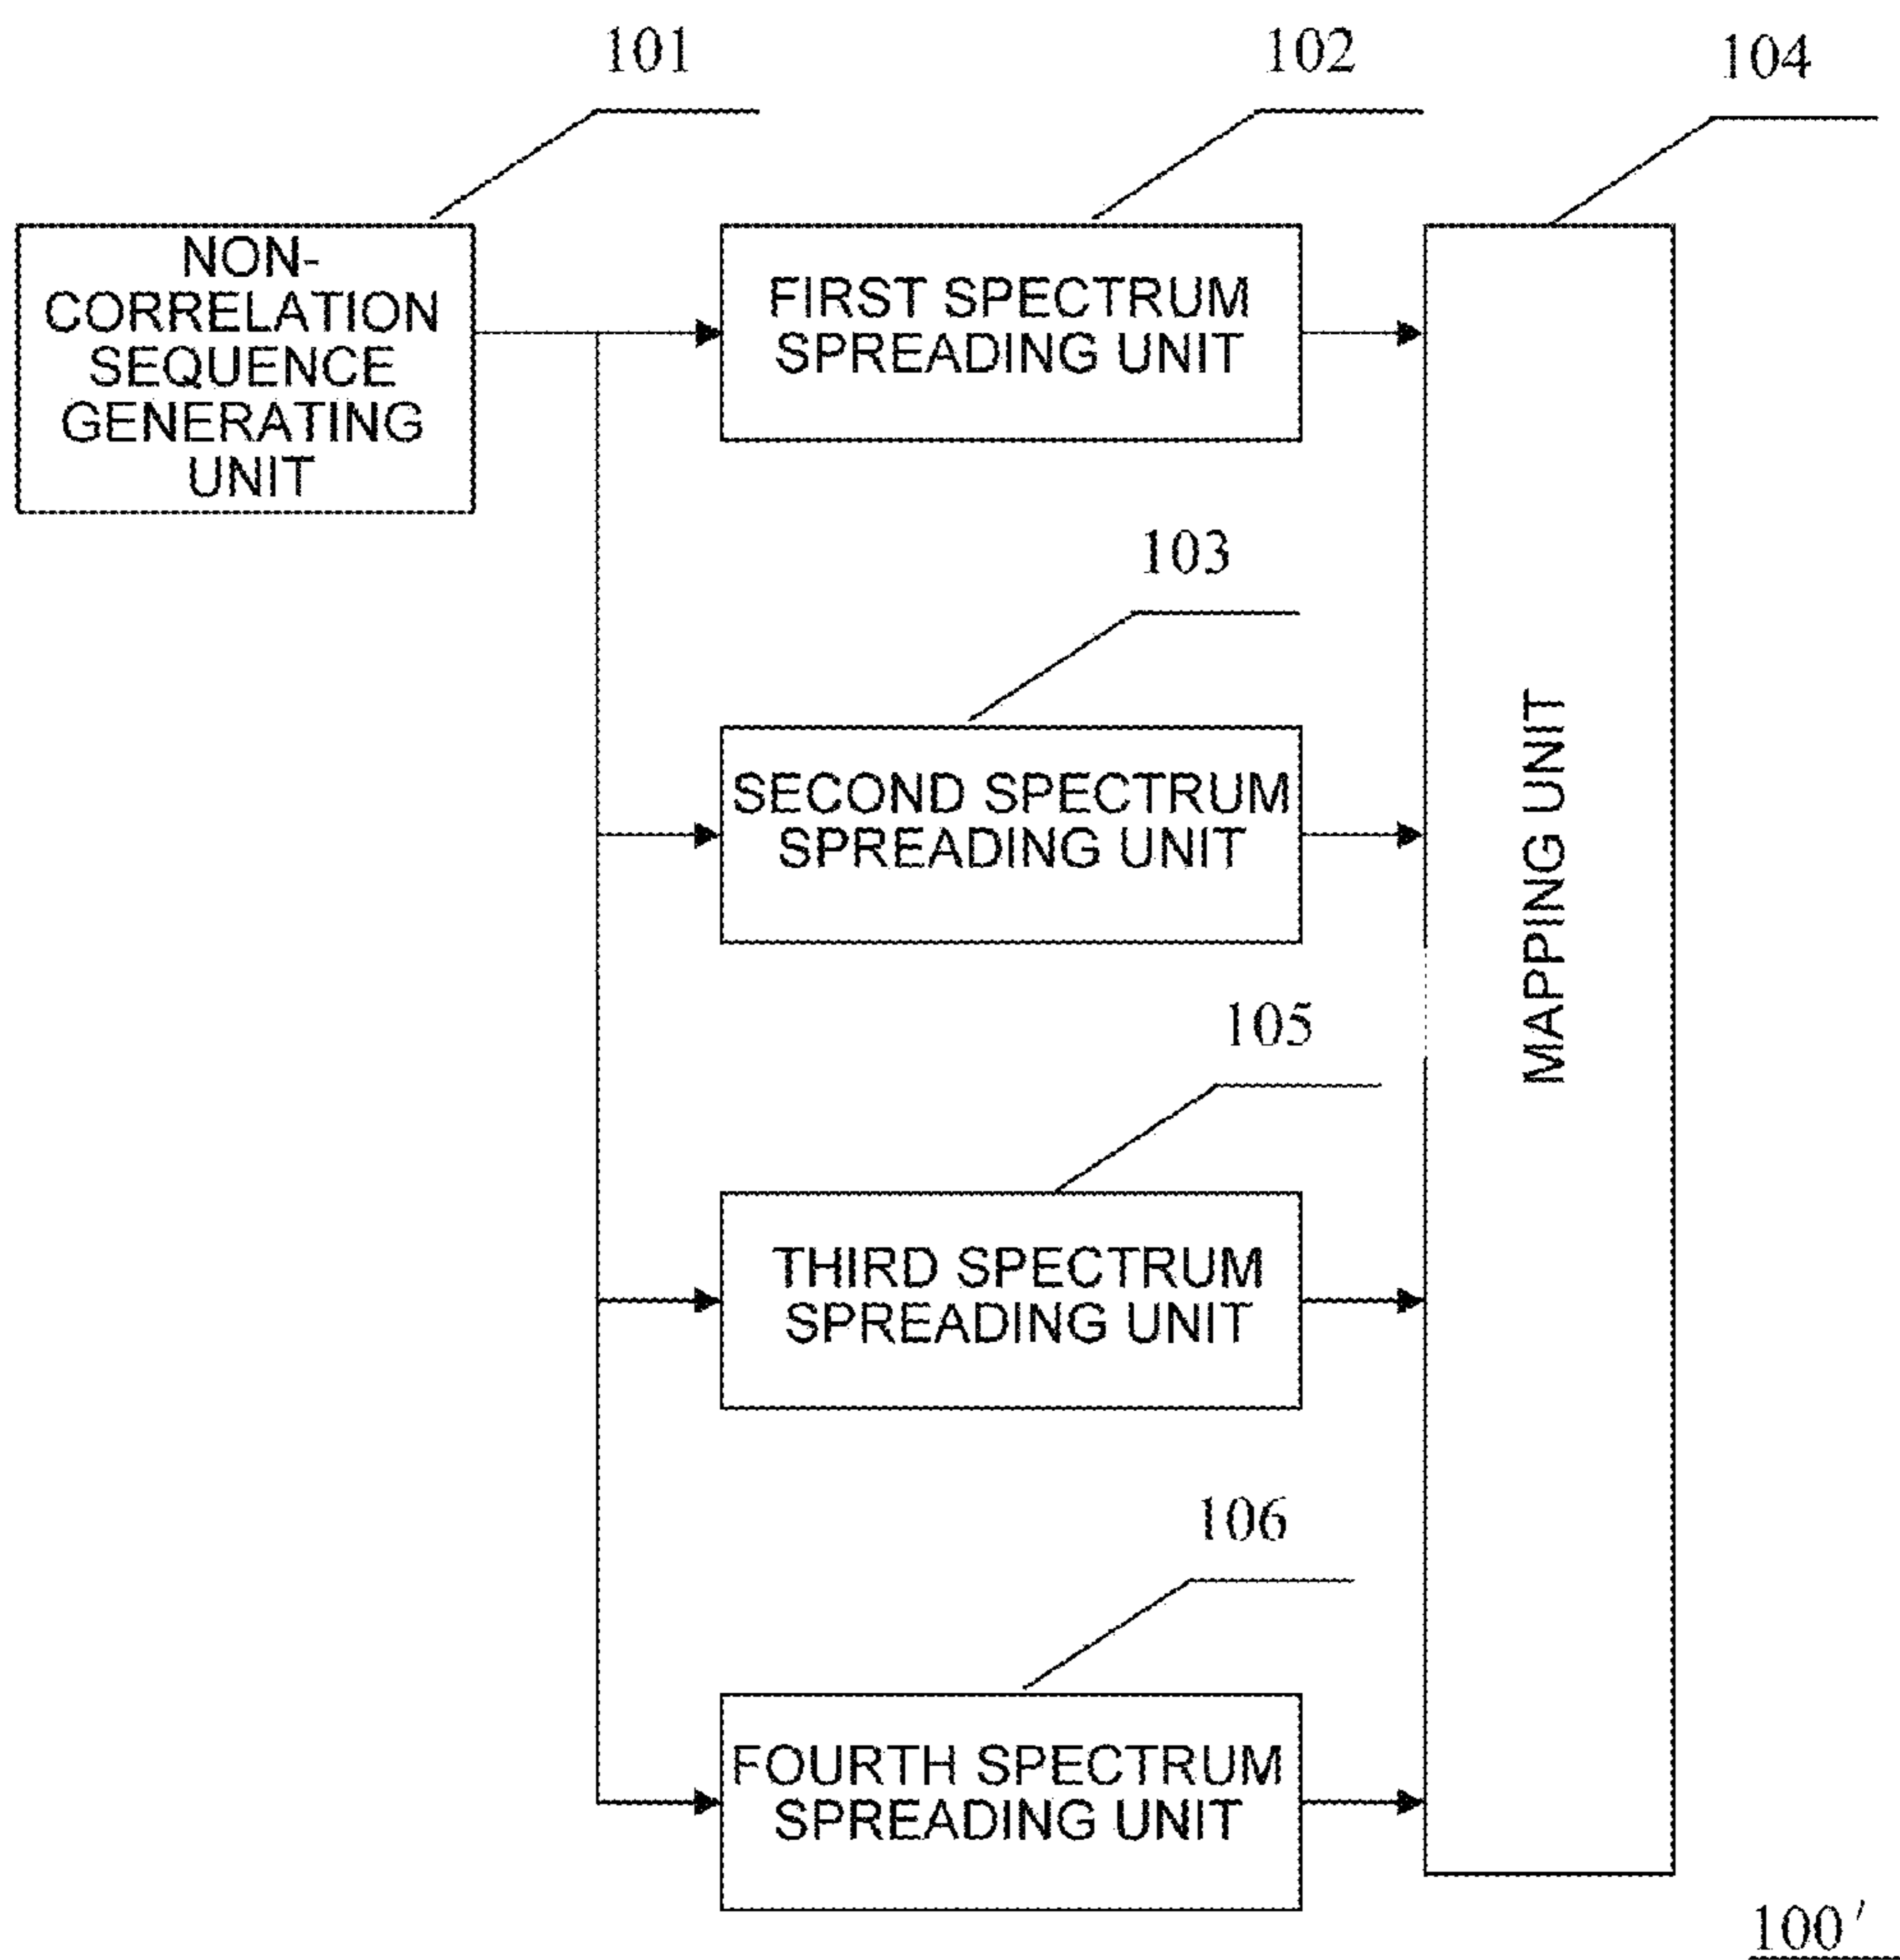 101
102
104
NON-
CORRELATION
SEQUENCE
GENERATING
UNIT
FIRST SPECTRUM
SPREADING UNIT
103
SECOND SPECTRUM
SPREADING UNIT
MAPPING UNIT
105
THIRD SPECTRUM
SPREADING UNIT
106
FOURTH SPECTRUM
SPREADING UNIT
100′